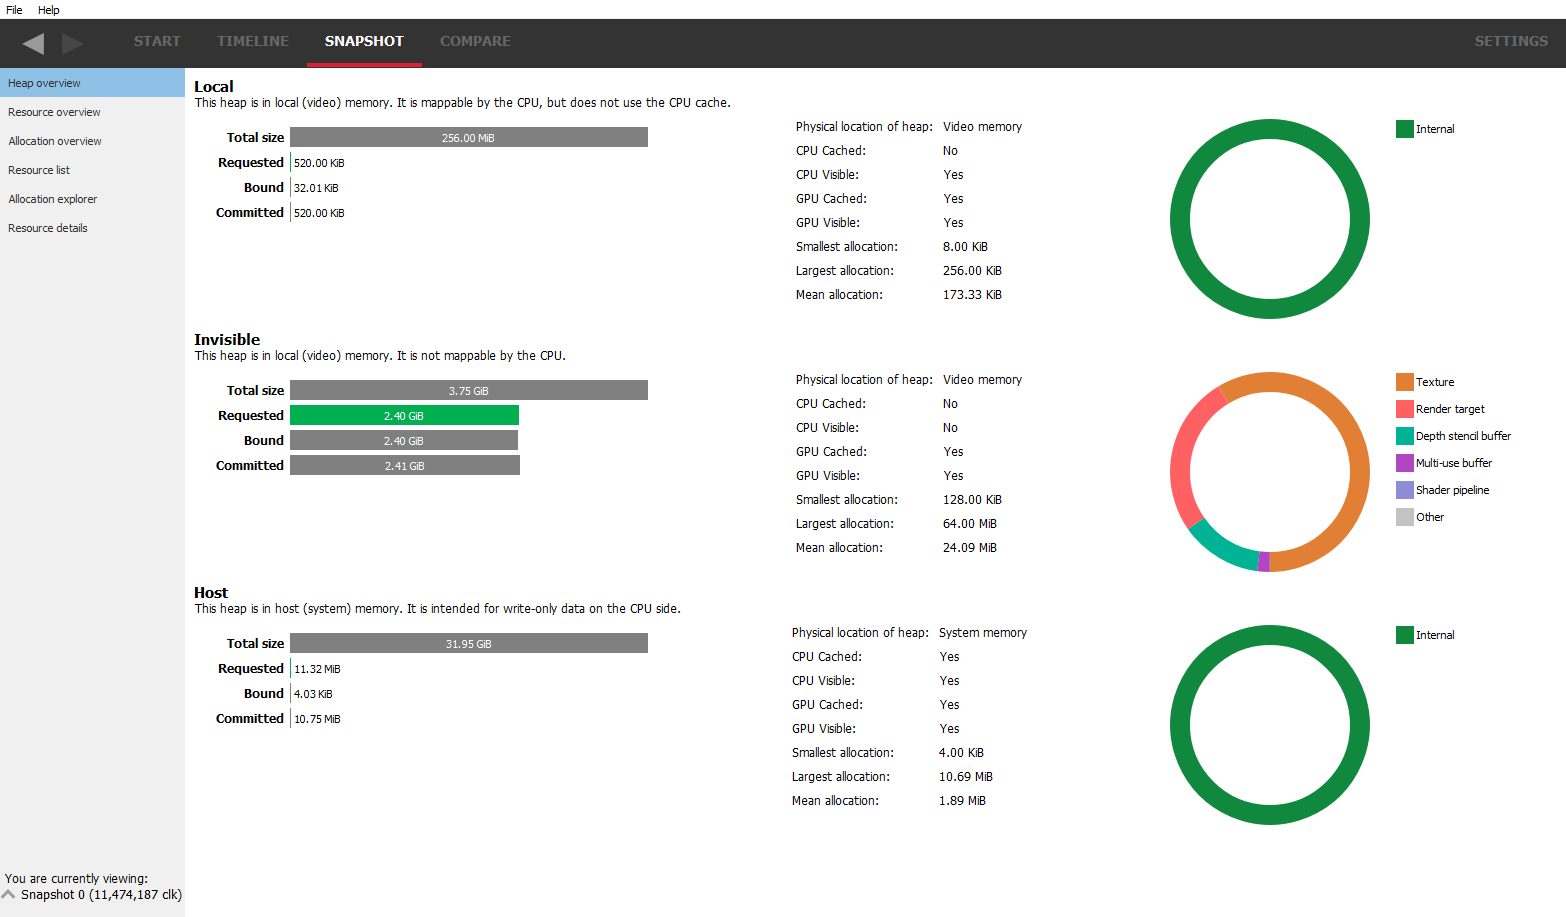 File Help
START TIMELINE SNAPSHOT COMPARE SETTINGS
Heap overview
Resource overview
Allocation overview
Resource list
Allocation explorer
Resource details
Local
This heap is in local (video) memory. It is mappable by the CPU, but does not use the CPU cache.
Total size 256.00 MiB
Requested 520.00 KiB
Bound 32.01 KiB
Committed 520.00 KiB
Physical location of heap: Video memory
CPU Cached: No
CPU Visible: Yes
GPU Cached: Yes
GPU Visible: Yes
Smallest allocation: 8.00 KiB
Largest allocation: 256.00 KiB
Mean allocation: 173.33 KiB
Internal
Invisible
This heap is in local (video) memory. It is not mappable by the CPU.
Total size 3.75 GiB
Requested 2.40 GiB
Bound 2.40 GiB
Committed 2.41 GiB
Physical location of heap: Video memory
CPU Cached: No
CPU Visible: No
GPU Cached: Yes
GPU Visible: Yes
Smallest allocation: 128.00 KiB
Largest allocation: 64.00 MiB
Mean allocation: 24.09 MiB
Texture
Render target
Depth stencil buffer
Multi-use buffer
Shader pipeline
Other
Host
This heap is in host (system) memory. It is intended for write-only data on the CPU side.
Total size 31.95 GiB
Requested 11.32 MiB
Bound 4.03 KiB
Committed 10.75 MiB
Physical location of heap: System memory
CPU Cached: Yes
CPU Visible: Yes
GPU Cached: Yes
GPU Visible: Yes
Smallest allocation: 4.00 KiB
Largest allocation: 10.69 MiB
Mean allocation: 1.89 MiB
Internal
You are currently viewing:
Snapshot 0 (11,474,187 clk)